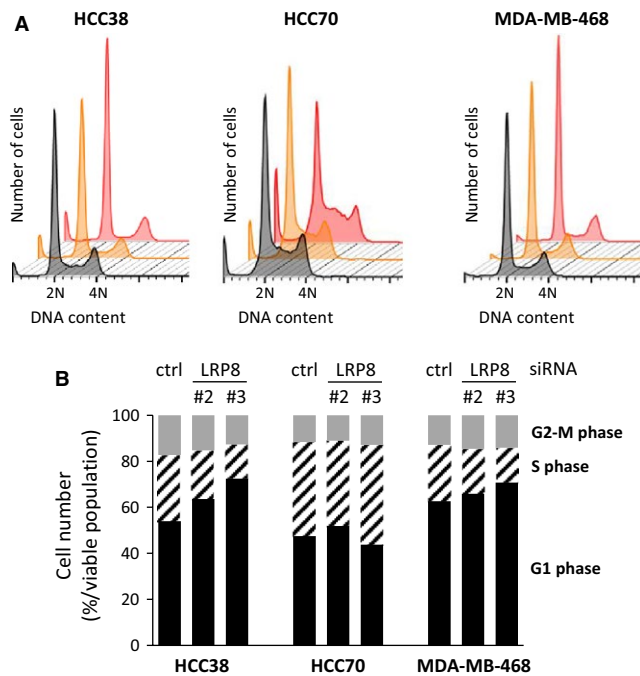 A
HCC38
HCC70
MDA-MB-468
Number of cells
Number of cells
Number of cells
2N 4N
2N 4N
2N 4N
DNA content
DNA content
DNA content
B
ctrl LRP8 ctrl LRP8 ctrl LRP8 siRNA
#2 #3 #2 #3 #2 #3
Cell number
(%/viable population)
100
80
60
40
20
0
G2-M phase
S phase
G1 phase
HCC38 HCC70 MDA-MB-468